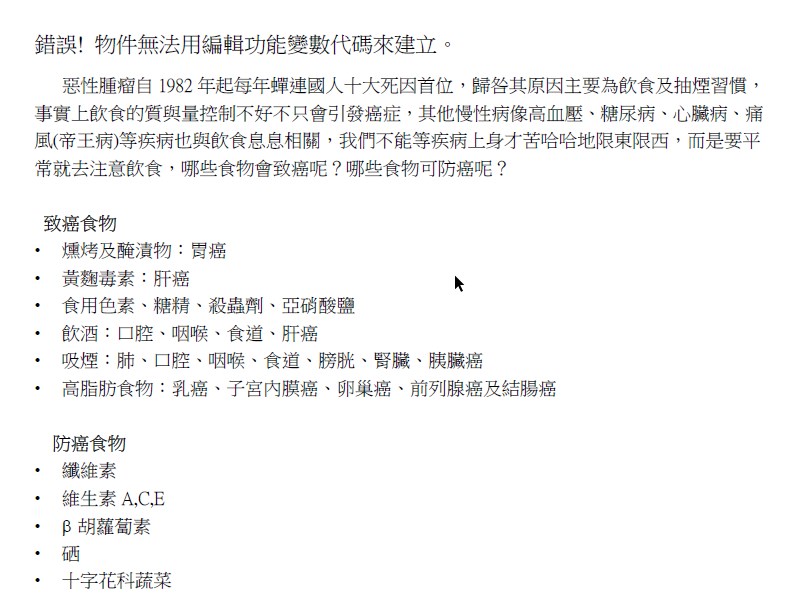 錯誤! 物件無法用編輯功能變數代碼來建立。
惡性腫瘤自 1982 年起每年蟬連國人十大死因首位，歸咎其原因主要為飲食及抽煙習慣，
事實上飲食的質與量控制不好不只會引發癌症，其他慢性病像高血壓、糖尿病、心臟病、痛
風(帝王病)等疾病也與飲食息息相關，我們不能等疾病上身才苦哈哈地限東限西，而是要平
常就去注意飲食，哪些食物會致癌呢？哪些食物可防癌呢？
致癌食物
• 燻烤及醃漬物：胃癌
• 黃麴毒素：肝癌
• 食用色素、糖精、殺蟲劑、亞硝酸鹽
• 飲酒：口腔、咽喉、食道、肝癌
• 吸煙：肺、口腔、咽喉、食道、膀胱、腎臟、胰臟癌
• 高脂肪食物：乳癌、子宮內膜癌、卵巢癌、前列腺癌及結腸癌
防癌食物
• 纖維素
• 維生素 A,C,E
• β 胡蘿蔔素
• 硒
• 十字花科蔬菜